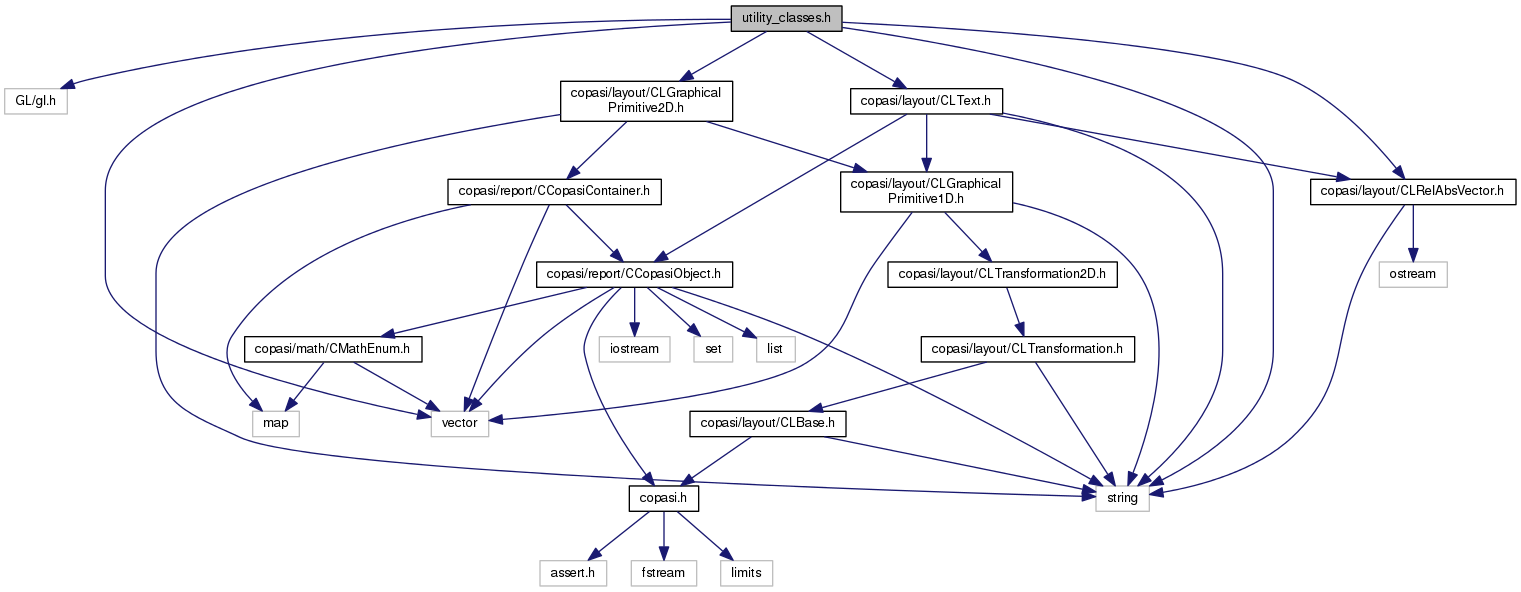 utility_classes.h
GL/gl.h
copasi/layout/CLGraphical
Primitive2D.h
copasi/layout/CLText.h
copasi/report/CCopasiContainer.h
copasi/layout/CLGraphical
Primitive1D.h
copasi/layout/CLRelAbsVector.h
copasi/report/CCopasiObject.h
copasi/layout/CLTransformation2D.h
ostream
copasi/math/CMathEnum.h
iostream
set
list
copasi/layout/CLTransformation.h
map
vector
copasi/layout/CLBase.h
copasi.h
string
assert.h
fstream
limits